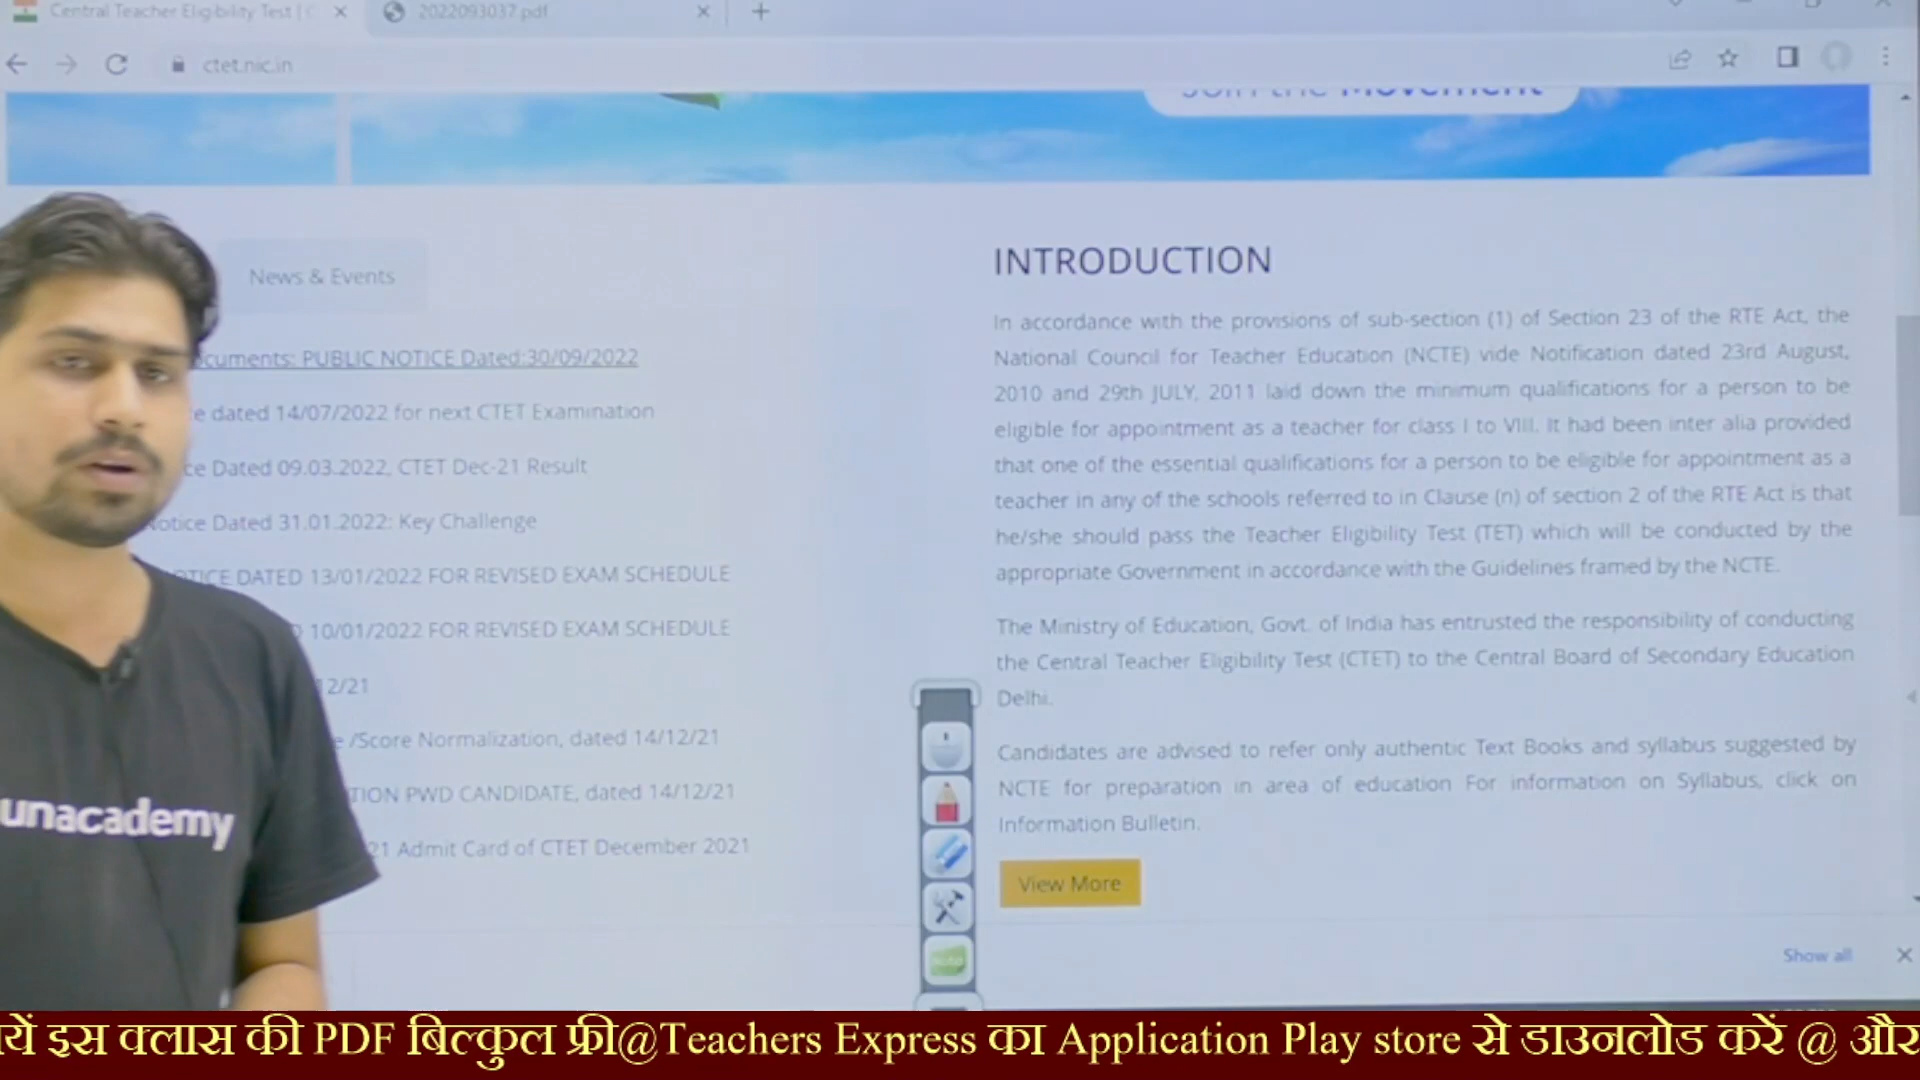 Central Teacher Eligibility Test | C
2022093037.pdf
ctet.nic.in
Join the Movement
News & Events
cuments: PUBLIC NOTICE Dated:30/09/2022
e dated 14/07/2022 for next CTET Examination
ce Dated 09.03.2022, CTET Dec-21 Result
Notice Dated 31.01.2022: Key Challenge
OTICE DATED 13/01/2022 FOR REVISED EXAM SCHEDULE
D 10/01/2022 FOR REVISED EXAM SCHEDULE
12/21
e /Score Normalization, dated 14/12/21
TION PWD CANDIDATE, dated 14/12/21
21 Admit Card of CTET December 2021
INTRODUCTION
In accordance with the provisions of sub-section (1) of Section 23 of the RTE Act, the
National Council for Teacher Education (NCTE) vide Notification dated 23rd August,
2010 and 29th JULY, 2011 laid down the minimum qualifications for a person to be
eligible for appointment as a teacher for class I to VIII. It had been inter alia provided
that one of the essential qualifications for a person to be eligible for appointment as a
teacher in any of the schools referred to in Clause (n) of section 2 of the RTE Act is that
he/she should pass the Teacher Eligibility Test (TET) which will be conducted by the
appropriate Government in accordance with the Guidelines framed by the NCTE.
The Ministry of Education, Govt. of India has entrusted the responsibility of conducting
the Central Teacher Eligibility Test (CTET) to the Central Board of Secondary Education
Delhi.
Candidates are advised to refer only authentic Text Books and syllabus suggested by
NCTE for preparation in area of education For information on Syllabus, click on
Information Bulletin.
View More
Show all
unacademy
यें इस क्लास की PDF बिल्कुल फ्री@Teachers Express का Application Play store से डाउनलोड करें @ और